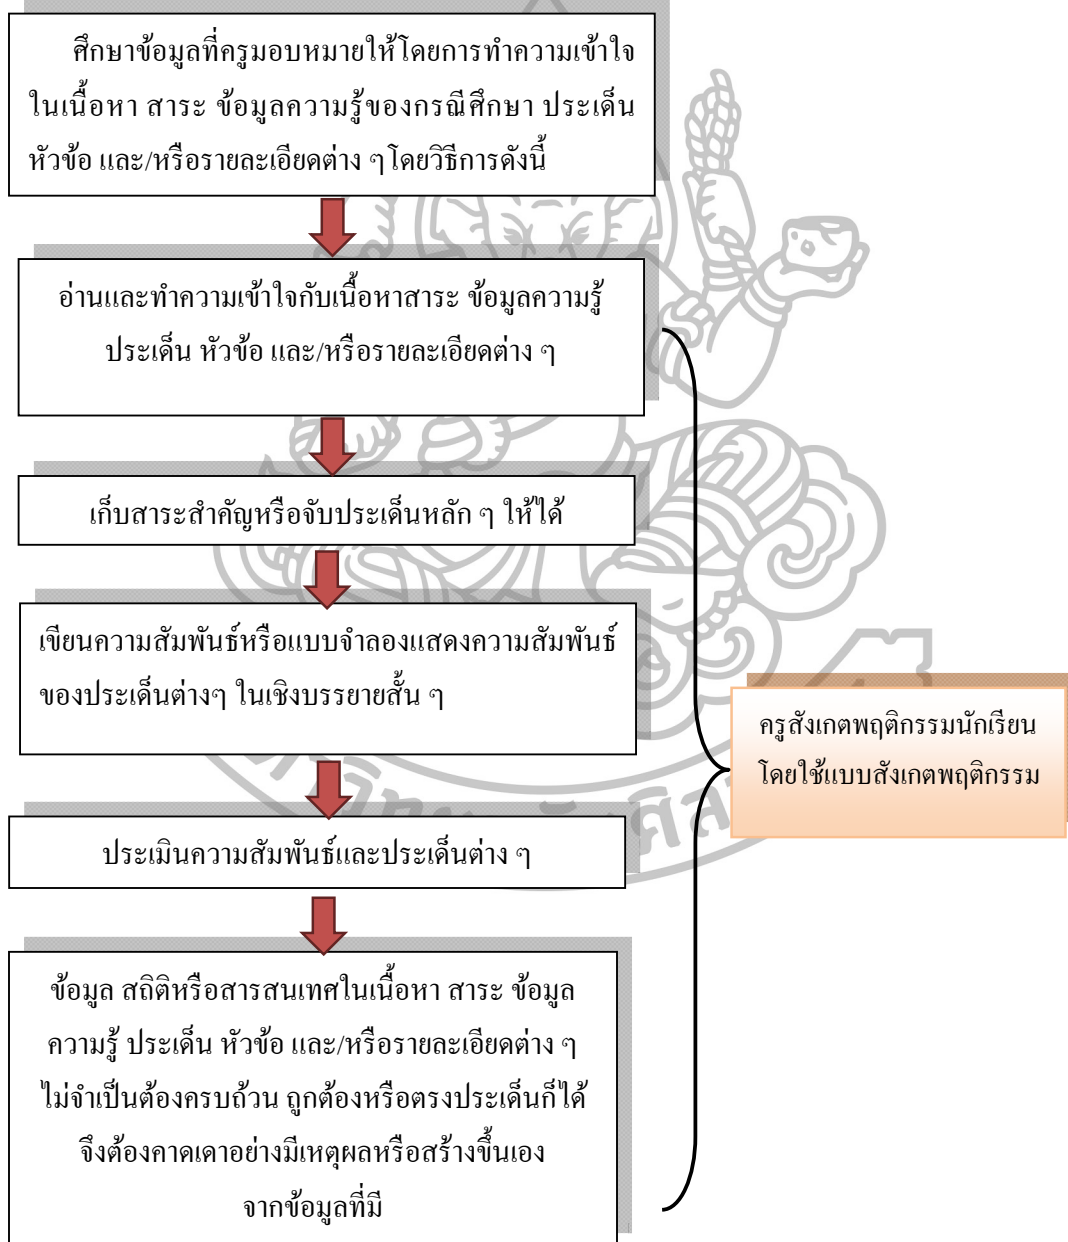 ศึกษาข้อมูลที่ครูมอบหมายให้โดยการทำความเข้าใจ
ในเนื้อหา สาระ ข้อมูลความรู้ของกรณีศึกษา ประเด็น
หัวข้อ และ/หรือรายละเอียดต่าง ๆ โดยวิธีการดังนี้
อ่านและทำความเข้าใจกับเนื้อหาสาระ ข้อมูลความรู้
ประเด็น หัวข้อ และ/หรือรายละเอียดต่าง ๆ
เก็บสาระสำคัญหรือจับประเด็นหลัก ๆ ให้ได้
เขียนความสัมพันธ์หรือแบบจำลองแสดงความสัมพันธ์
ของประเด็นต่างๆ ในเชิงบรรยายสั้น ๆ
ประเมินความสัมพันธ์และประเด็นต่าง ๆ
ข้อมูล สถิติหรือสารสนเทศในเนื้อหา สาระ ข้อมูล
ความรู้ ประเด็น หัวข้อ และ/หรือรายละเอียดต่าง ๆ
ไม่จำเป็นต้องครบถ้วน ถูกต้องหรือตรงประเด็นก็ได้
จึงต้องคาดเดาอย่างมีเหตุผลหรือสร้างขึ้นเอง
จากข้อมูลที่มี
ครูสังเกตพฤติกรรมนักเรียน
โดยใช้แบบสังเกตพฤติกรรม